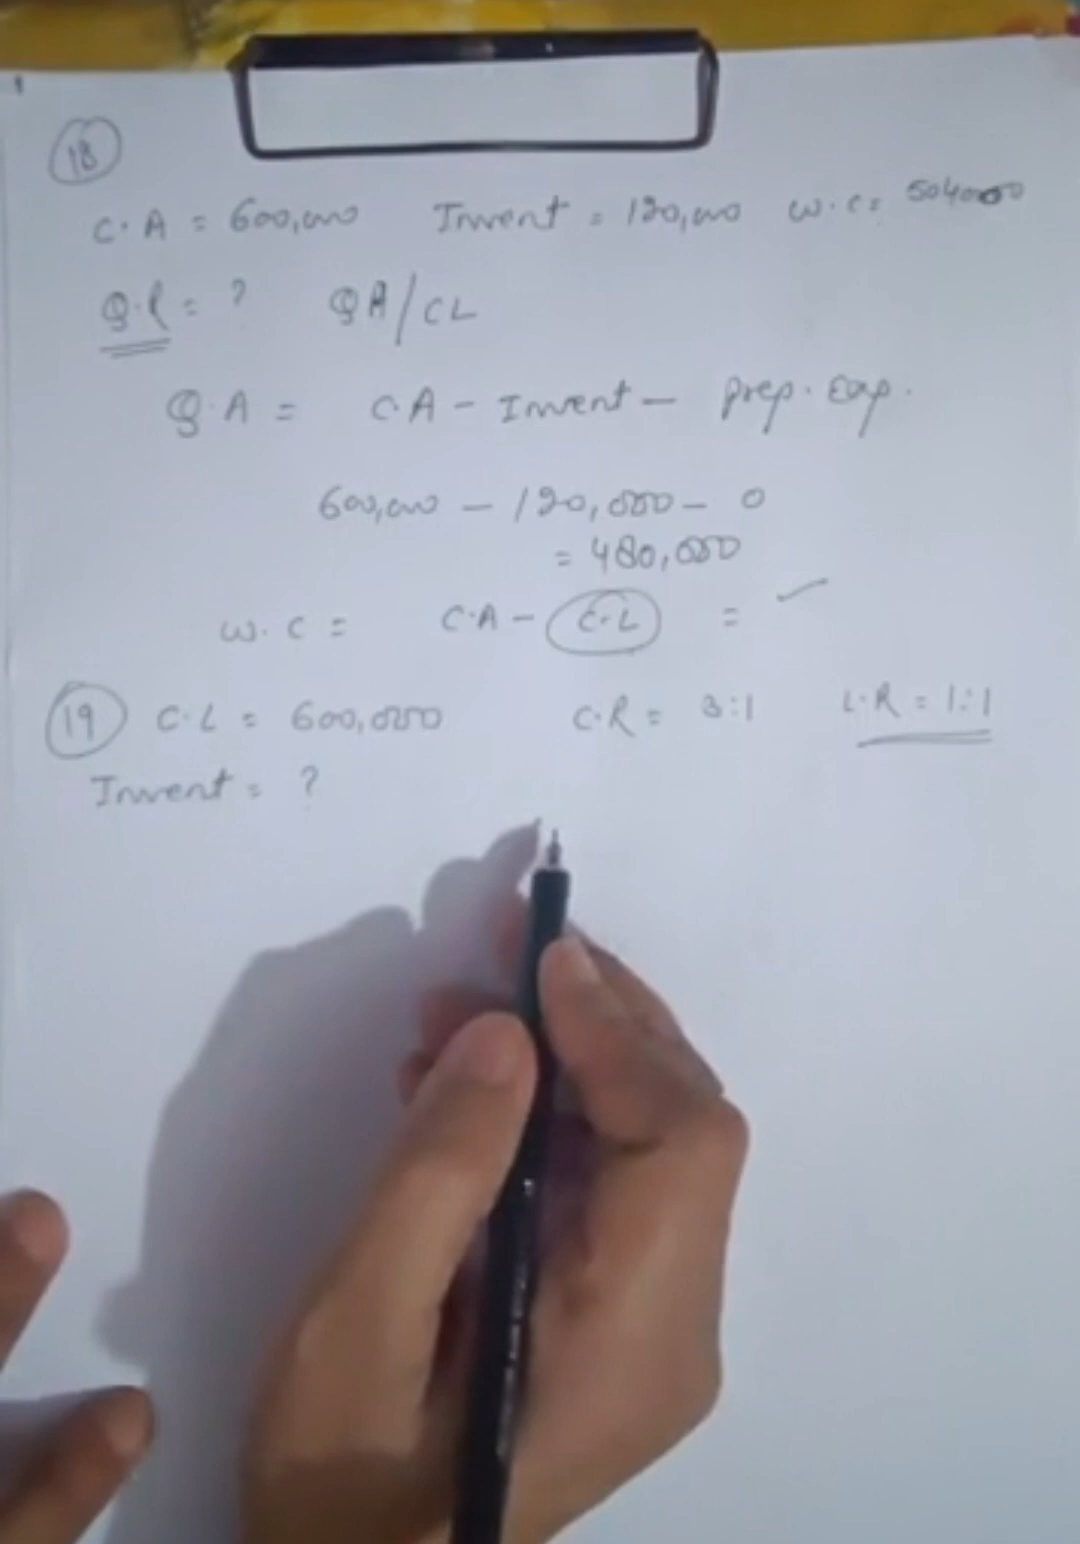 18
C.A = 600,000 Invent = 120,000 W.C = 504000
Q.R = ? QA/CL
Q.A = C.A - Invent - Prep. Exp.
600,000 - 120,000 - 0
= 480,000
W.C = C.A - C.L =
19 C.L = 600,000 C.R = 3:1 L.R = 1:1
Invent = ?